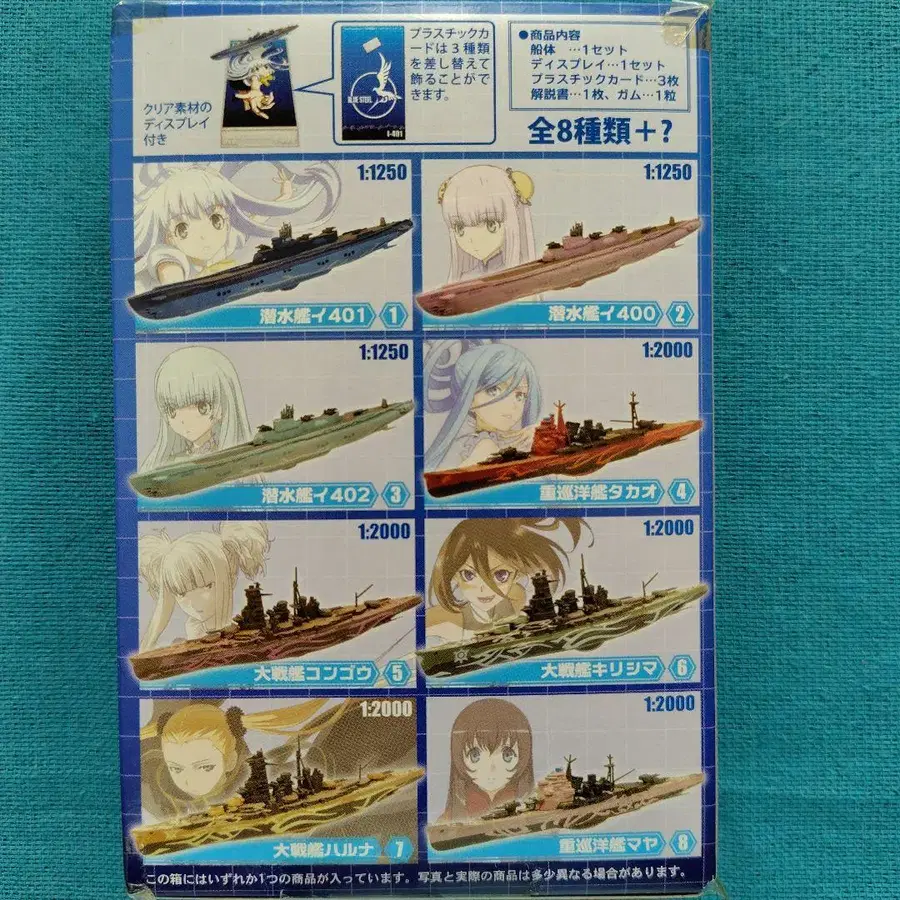 クリア素材の
ディスプレイ
付き
BLUE STEEL
I-401
プラスチックカ
ードは3種類
を差し替えて
飾ることがで
きます。
●商品内容
船体 …1セット
ディスプレイ…1セット
プラスチックカード…3枚
解説書…1枚、ガム…1粒
全8種類+?
1:1250
潜水艦イ401 1
1:1250
潜水艦イ400 2
1:1250
潜水艦イ402 3
1:2000
重巡洋艦タカオ 4
1:2000
大戦艦コンゴウ 5
1:2000
大戦艦キリシマ 6
1:2000
大戦艦ハルナ 7
1:2000
重巡洋艦マヤ 8
この箱にはいずれか1つの商品が入っています。写真と実際の商品は多少異なる場合があります。